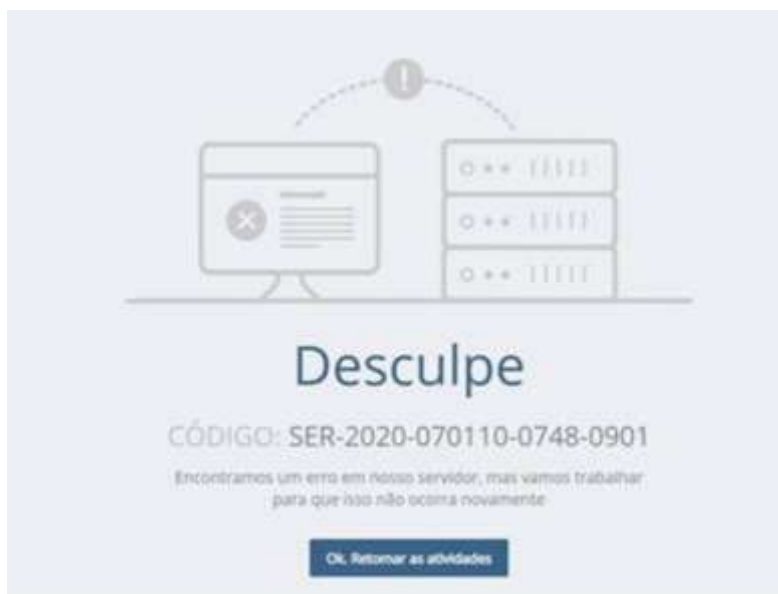 Desculpe
CÓDIGO: SER-2020-070110-0748-0901
Encontramos um erro em nosso servidor, mas vamos trabalhar
para que isso não ocorra novamente
Ok. Retornar as atividades